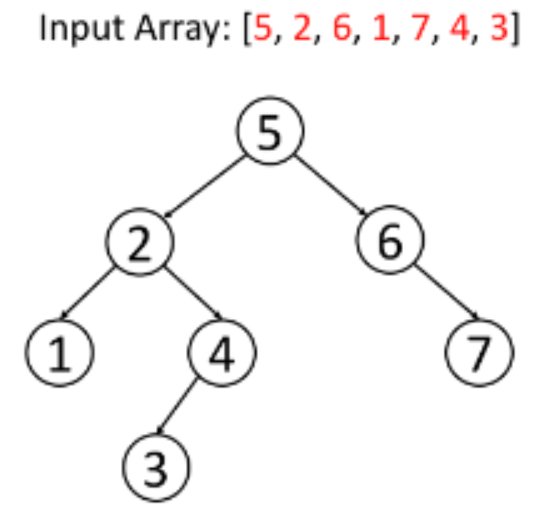 Input Array: [5, 2, 6, 1, 7, 4, 3]
5
2 6
1 4 7
3